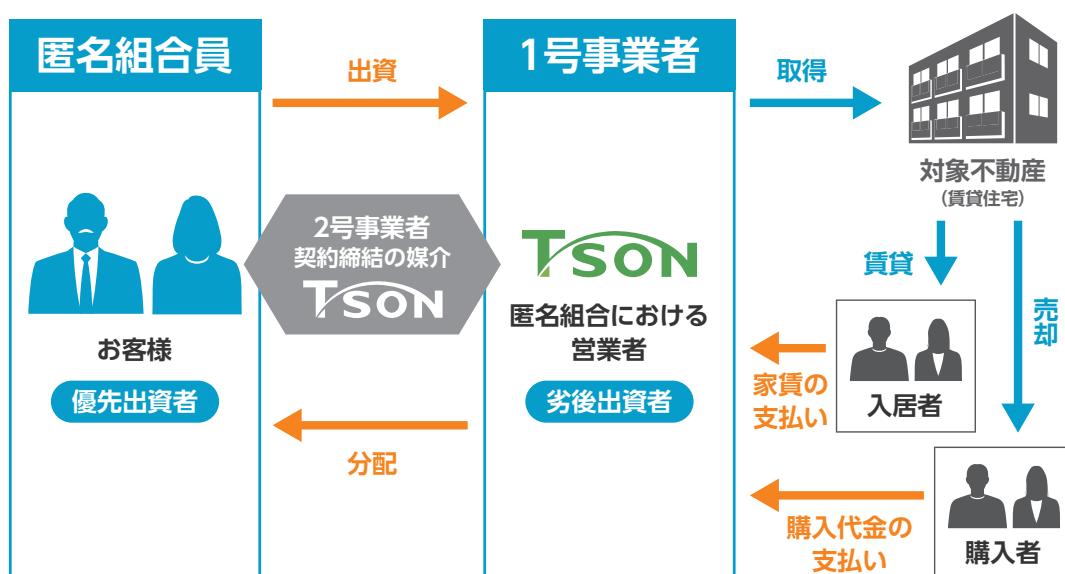 匿名組合員
お客様
優先出資者
出資
2号事業者
契約締結の媒介
TSON
分配
1号事業者
TSON
匿名組合における
営業者
劣後出資者
取得
対象不動産
(賃貸住宅)
賃貸
売却
入居者
家賃の
支払い
購入者
購入代金の
支払い